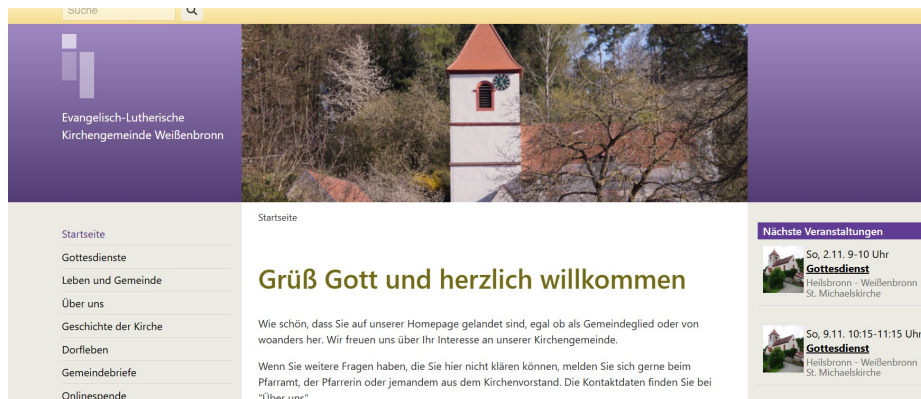 Suche
Evangelisch-Lutherische
Kirchengemeinde Weißenbronn
Startseite
Gottesdienste
Leben und Gemeinde
Über uns
Geschichte der Kirche
Dorfleben
Gemeindebriefe
Onlinespende
Startseite
Grüß Gott und herzlich willkommen
Wie schön, dass Sie auf unserer Homepage gelandet sind, egal ob als Gemeindeglied oder von
woanders her. Wir freuen uns über Ihr Interesse an unserer Kirchengemeinde.
Wenn Sie weitere Fragen haben, die Sie hier nicht klären können, melden Sie sich gerne beim
Pfarramt, der Pfarrerin oder jemandem aus dem Kirchenvorstand. Die Kontaktdaten finden Sie bei
"Über uns"
Nächste Veranstaltungen
So, 2.11. 9-10 Uhr
Gottesdienst
Heilsbronn - Weißenbronn
St. Michaelskirche
So, 9.11. 10:15-11:15 Uhr
Gottesdienst
Heilsbronn - Weißenbronn
St. Michaelskirche